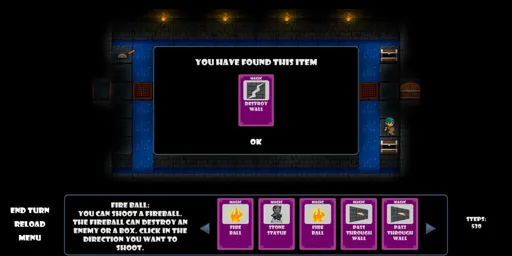 YOU HAVE FOUND THIS ITEM
MAGIC
DESTROY
WALL
OK
END TURN
RELOAD
MENU
FIRE BALL:
YOU CAN SHOOT A FIREBALL.
THE FIREBALL CAN DESTROY AN
ENEMY OR A BOX. CLICK IN THE
DIRECTION YOU WANT TO
SHOOT.
MAGIC
FIRE
BALL
MAGIC
STONE
STATUE
MAGIC
FIRE
BALL
MAGIC
PASS
THROUGH
WALL
MAGIC
PASS
THROUGH
WALL
STEPS:
570